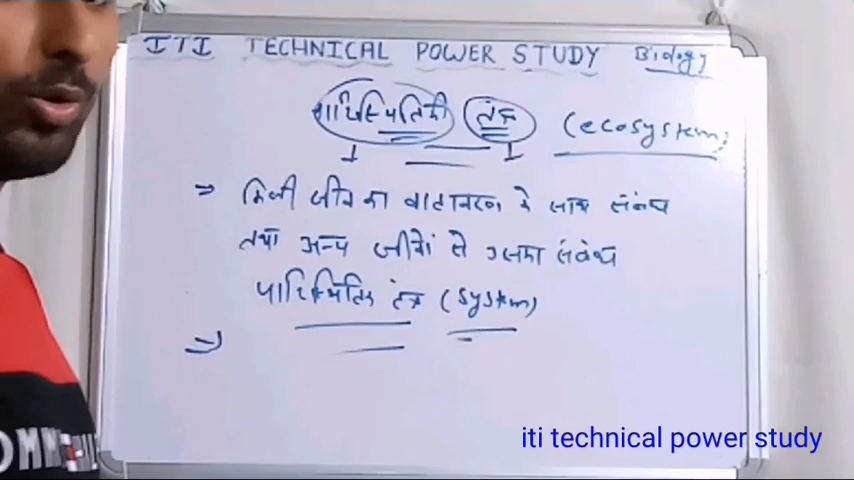 ITI TECHNICAL POWER STUDY Biology
पारिस्थितिकी तंत्र (ecosystem)
⇒ किसी जीव का वातावरण के साथ संबंध
तथा अन्य जीवों से उसका संबंध
पारिस्थितिक तंत्र (system)
⇒
iti technical power study